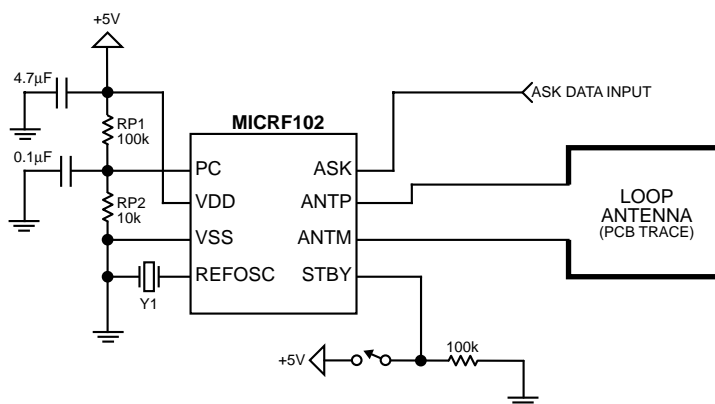 +5V
4.7µF
RP1
100k
0.1µF
RP2
10k
MICRF102
PC
VDD
VSS
REFOSC
ASK
ANTP
ANTM
STBY
Y1
ASK DATA INPUT
LOOP
ANTENNA
(PCB TRACE)
+5V
100k